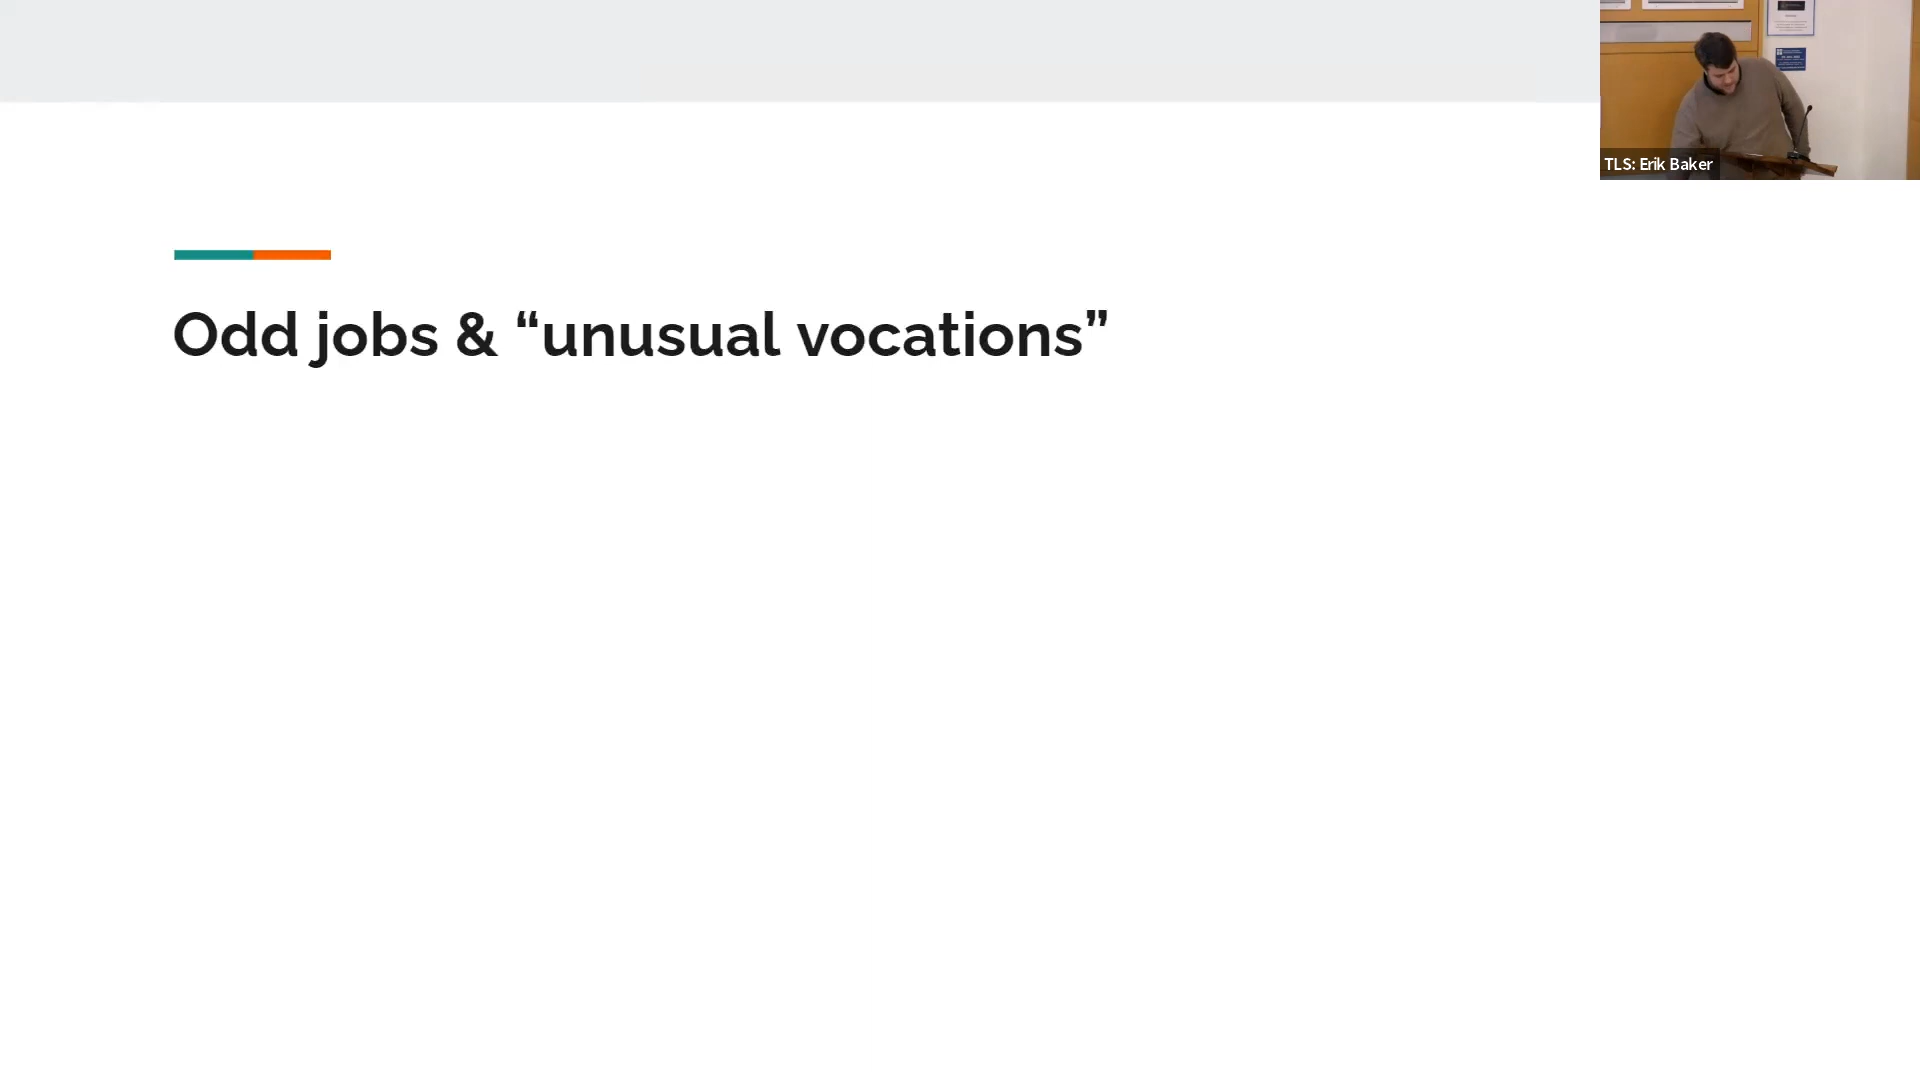 TLS: Erik Baker
Odd jobs & “unusual vocations”